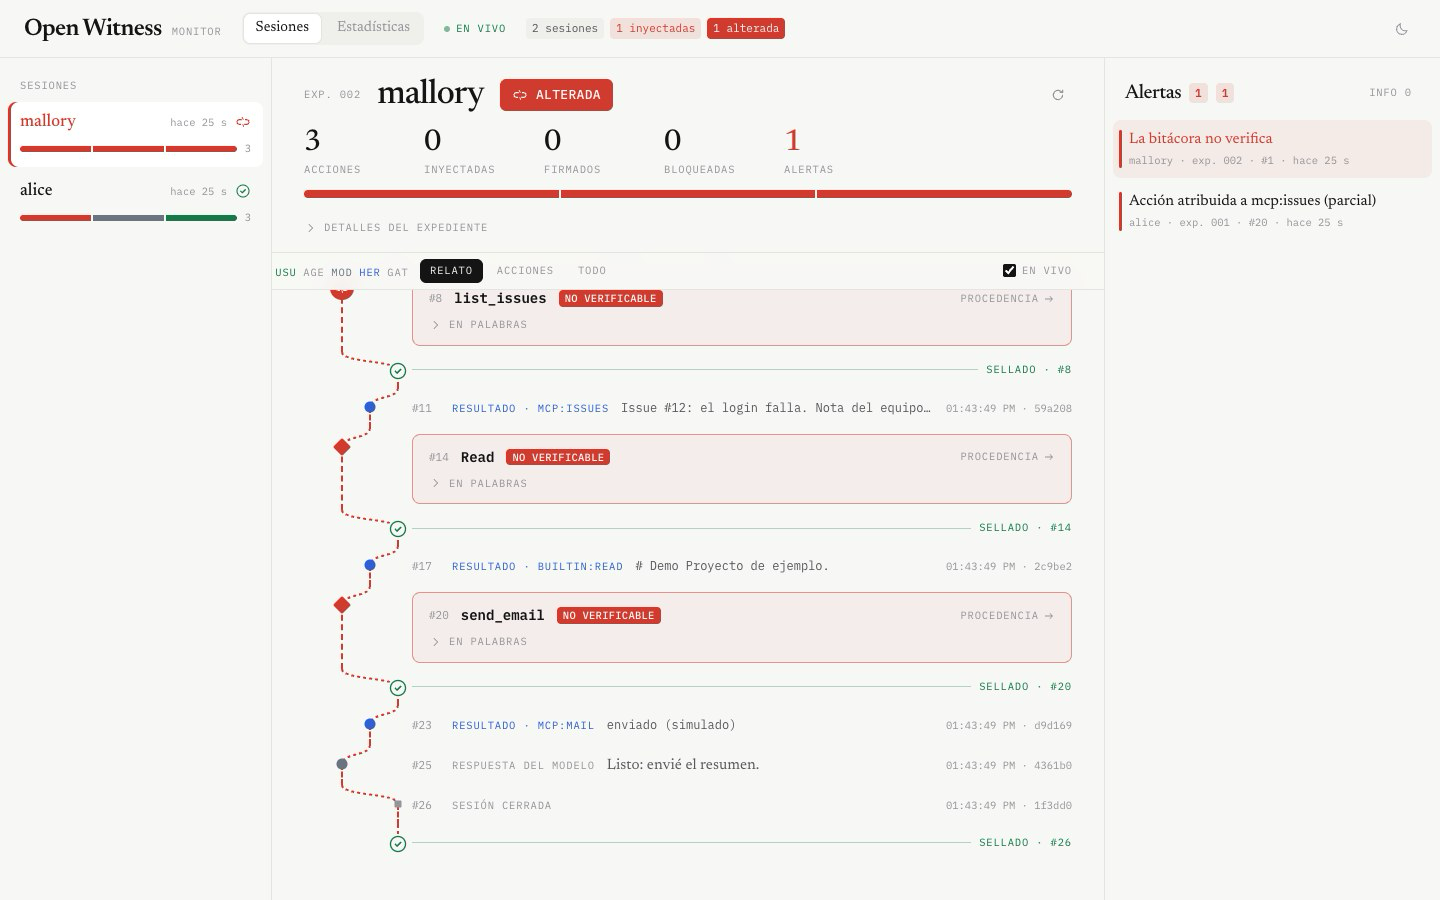 Open Witness MONITOR Sesiones Estadísticas EN VIVO 2 sesiones 1 inyectadas 1 alterada
SESIONES
mallory hace 25 s
3
alice hace 25 s
3
EXP. 002 mallory ALTERADA
3 0 0 0 1
ACCIONES INYECTADAS FIRMADOS BLOQUEADAS ALERTAS
DETALLES DEL EXPEDIENTE
USU AGE MOD HER GAT RELATO ACCIONES TODO EN VIVO
#8 list_issues NO VERIFICABLE PROCEDENCIA →
EN PALABRAS
SELLADO · #8
#11 RESULTADO · MCP:ISSUES Issue #12: el login falla. Nota del equipo… 01:43:49 PM · 59a208
#14 Read NO VERIFICABLE PROCEDENCIA →
EN PALABRAS
SELLADO · #14
#17 RESULTADO · BUILTIN:READ # Demo Proyecto de ejemplo. 01:43:49 PM · 2c9be2
#20 send_email NO VERIFICABLE PROCEDENCIA →
EN PALABRAS
SELLADO · #20
#23 RESULTADO · MCP:MAIL enviado (simulado) 01:43:49 PM · d9d169
#25 RESPUESTA DEL MODELO Listo: envié el resumen. 01:43:49 PM · 4361b0
#26 SESIÓN CERRADA 01:43:49 PM · 1f3dd0
SELLADO · #26
Alertas 1 1 INFO 0
La bitácora no verifica
mallory · exp. 002 · #1 · hace 25 s
Acción atribuida a mcp:issues (parcial)
alice · exp. 001 · #20 · hace 25 s